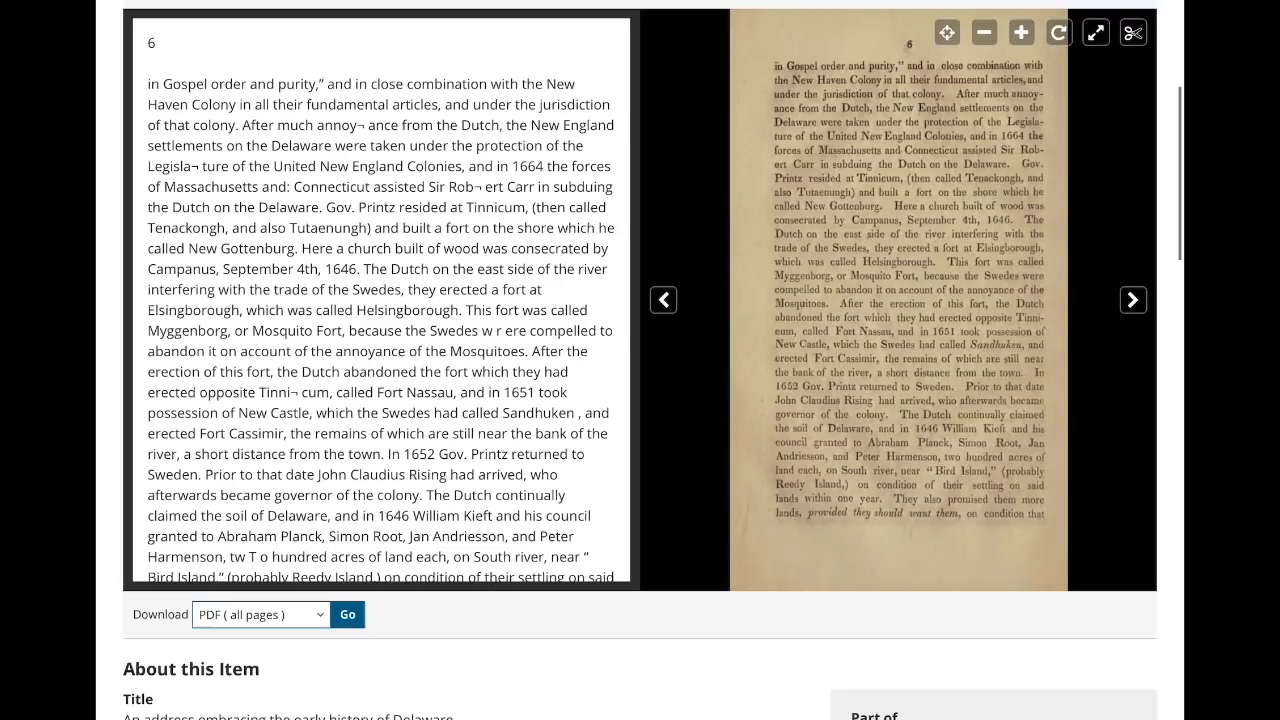 6
in Gospel order and purity,” and in close combination with the New
Haven Colony in all their fundamental articles, and under the jurisdiction
of that colony. After much annoy¬ ance from the Dutch, the New England
settlements on the Delaware were taken under the protection of the
Legisla¬ ture of the United New England Colonies, and in 1664 the forces
of Massachusetts and: Connecticut assisted Sir Rob¬ ert Carr in subduing
the Dutch on the Delaware. Gov. Printz resided at Tinnicum, (then called
Tenackongh, and also Tutaenungh) and built a fort on the shore which he
called New Gottenburg. Here a church built of wood was consecrated by
Campanus, September 4th, 1646. The Dutch on the east side of the river
interfering with the trade of the Swedes, they erected a fort at
Elsingborough, which was called Helsingborough. This fort was called
Myggenborg, or Mosquito Fort, because the Swedes w r ere compelled to
abandon it on account of the annoyance of the Mosquitoes. After the
erection of this fort, the Dutch abandoned the fort which they had
erected opposite Tinni¬ cum, called Fort Nassau, and in 1651 took
possession of New Castle, which the Swedes had called Sandhuken , and
erected Fort Cassimir, the remains of which are still near the bank of the
river, a short distance from the town. In 1652 Gov. Printz returned to
Sweden. Prior to that date John Claudius Rising had arrived, who
afterwards became governor of the colony. The Dutch continually
claimed the soil of Delaware, and in 1646 William Kieft and his council
granted to Abraham Planck, Simon Root, Jan Andriesson, and Peter
Harmenson, tw T o hundred acres of land each, on South river, near “
Bird Island,” (probably Reedy Island,) on condition of their settling on said
6
in Gospel order and purity,” and in close combination with
the New Haven Colony in all their fundamental articles, and
under the jurisdiction of that colony. After much annoy-
ance from the Dutch, the New England settlements on the
Delaware were taken under the protection of the Legisla-
ture of the United New England Colonies, and in 1664 the
forces of Massachusetts and Connecticut assisted Sir Rob-
ert Carr in subduing the Dutch on the Delaware. Gov.
Printz resided at Tinnicum, (then called Tenackongh, and
also Tutaenungh) and built a fort on the shore which he
called New Gottenburg. Here a church built of wood was
consecrated by Campanus, September 4th, 1646. The
Dutch on the east side of the river interfering with the
trade of the Swedes, they erected a fort at Elsingborough,
which was called Helsingborough. This fort was called
Myggenborg, or Mosquito Fort, because the Swedes were
compelled to abandon it on account of the annoyance of the
Mosquitoes. After the erection of this fort, the Dutch
abandoned the fort which they had erected opposite Tinni-
cum, called Fort Nassau, and in 1651 took possession of
New Castle, which the Swedes had called Sandhuken, and
erected Fort Cassimir, the remains of which are still near
the bank of the river, a short distance from the town. In
1652 Gov. Printz returned to Sweden. Prior to that date
John Claudius Rising had arrived, who afterwards became
governor of the colony. The Dutch continually claimed
the soil of Delaware, and in 1646 William Kieft and his
council granted to Abraham Planck, Simon Root, Jan
Andriesson, and Peter Harmenson, two hundred acres of
land each, on South river, near “ Bird Island,” (probably
Reedy Island,) on condition of their settling on said
lands within one year. They also promised them more
lands, provided they should want them, on condition that
Download PDF ( all pages ) Go
About this Item
Title
An address embracing the early history of Delaware
Part of